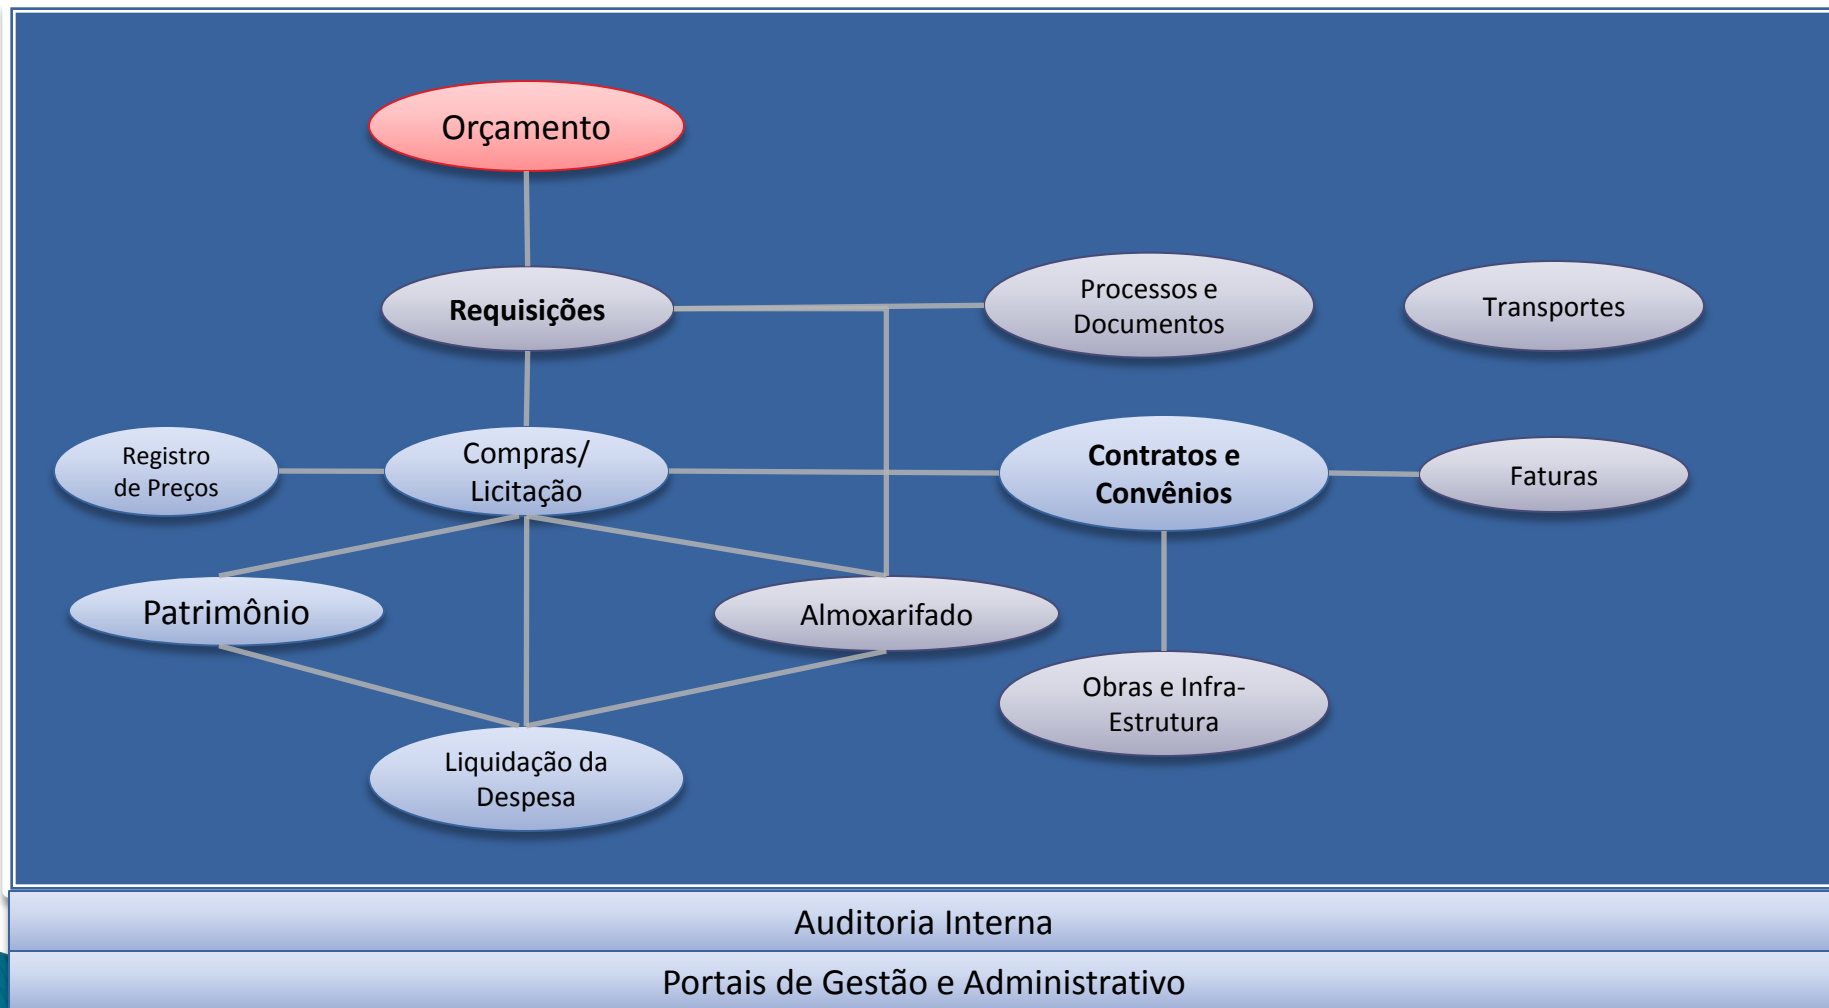 Orçamento
Requisições
Processos e
Documentos
Transportes
Registro
de Preços
Compras/
Licitação
Contratos e
Convênios
Faturas
Patrimônio
Almoxarifado
Obras e Infra-
Estrutura
Liquidação da
Despesa
Auditoria Interna
Portais de Gestão e Administrativo